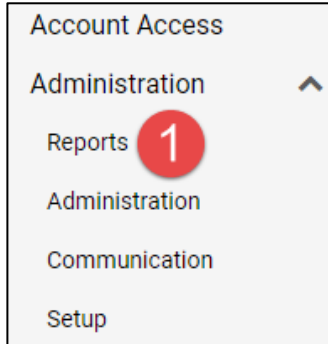 Account Access
Administration
Reports 1
Administration
Communication
Setup